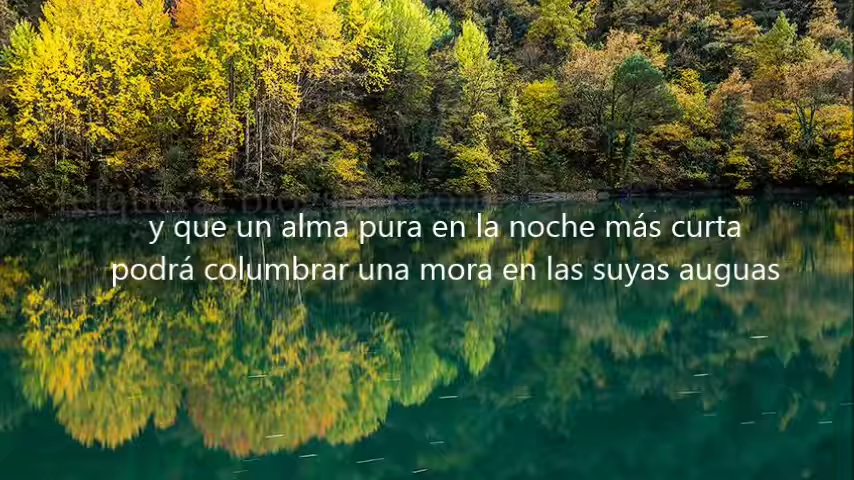 y que un alma pura en la noche más curta
podrá columbrar una mora en las suyas auguas